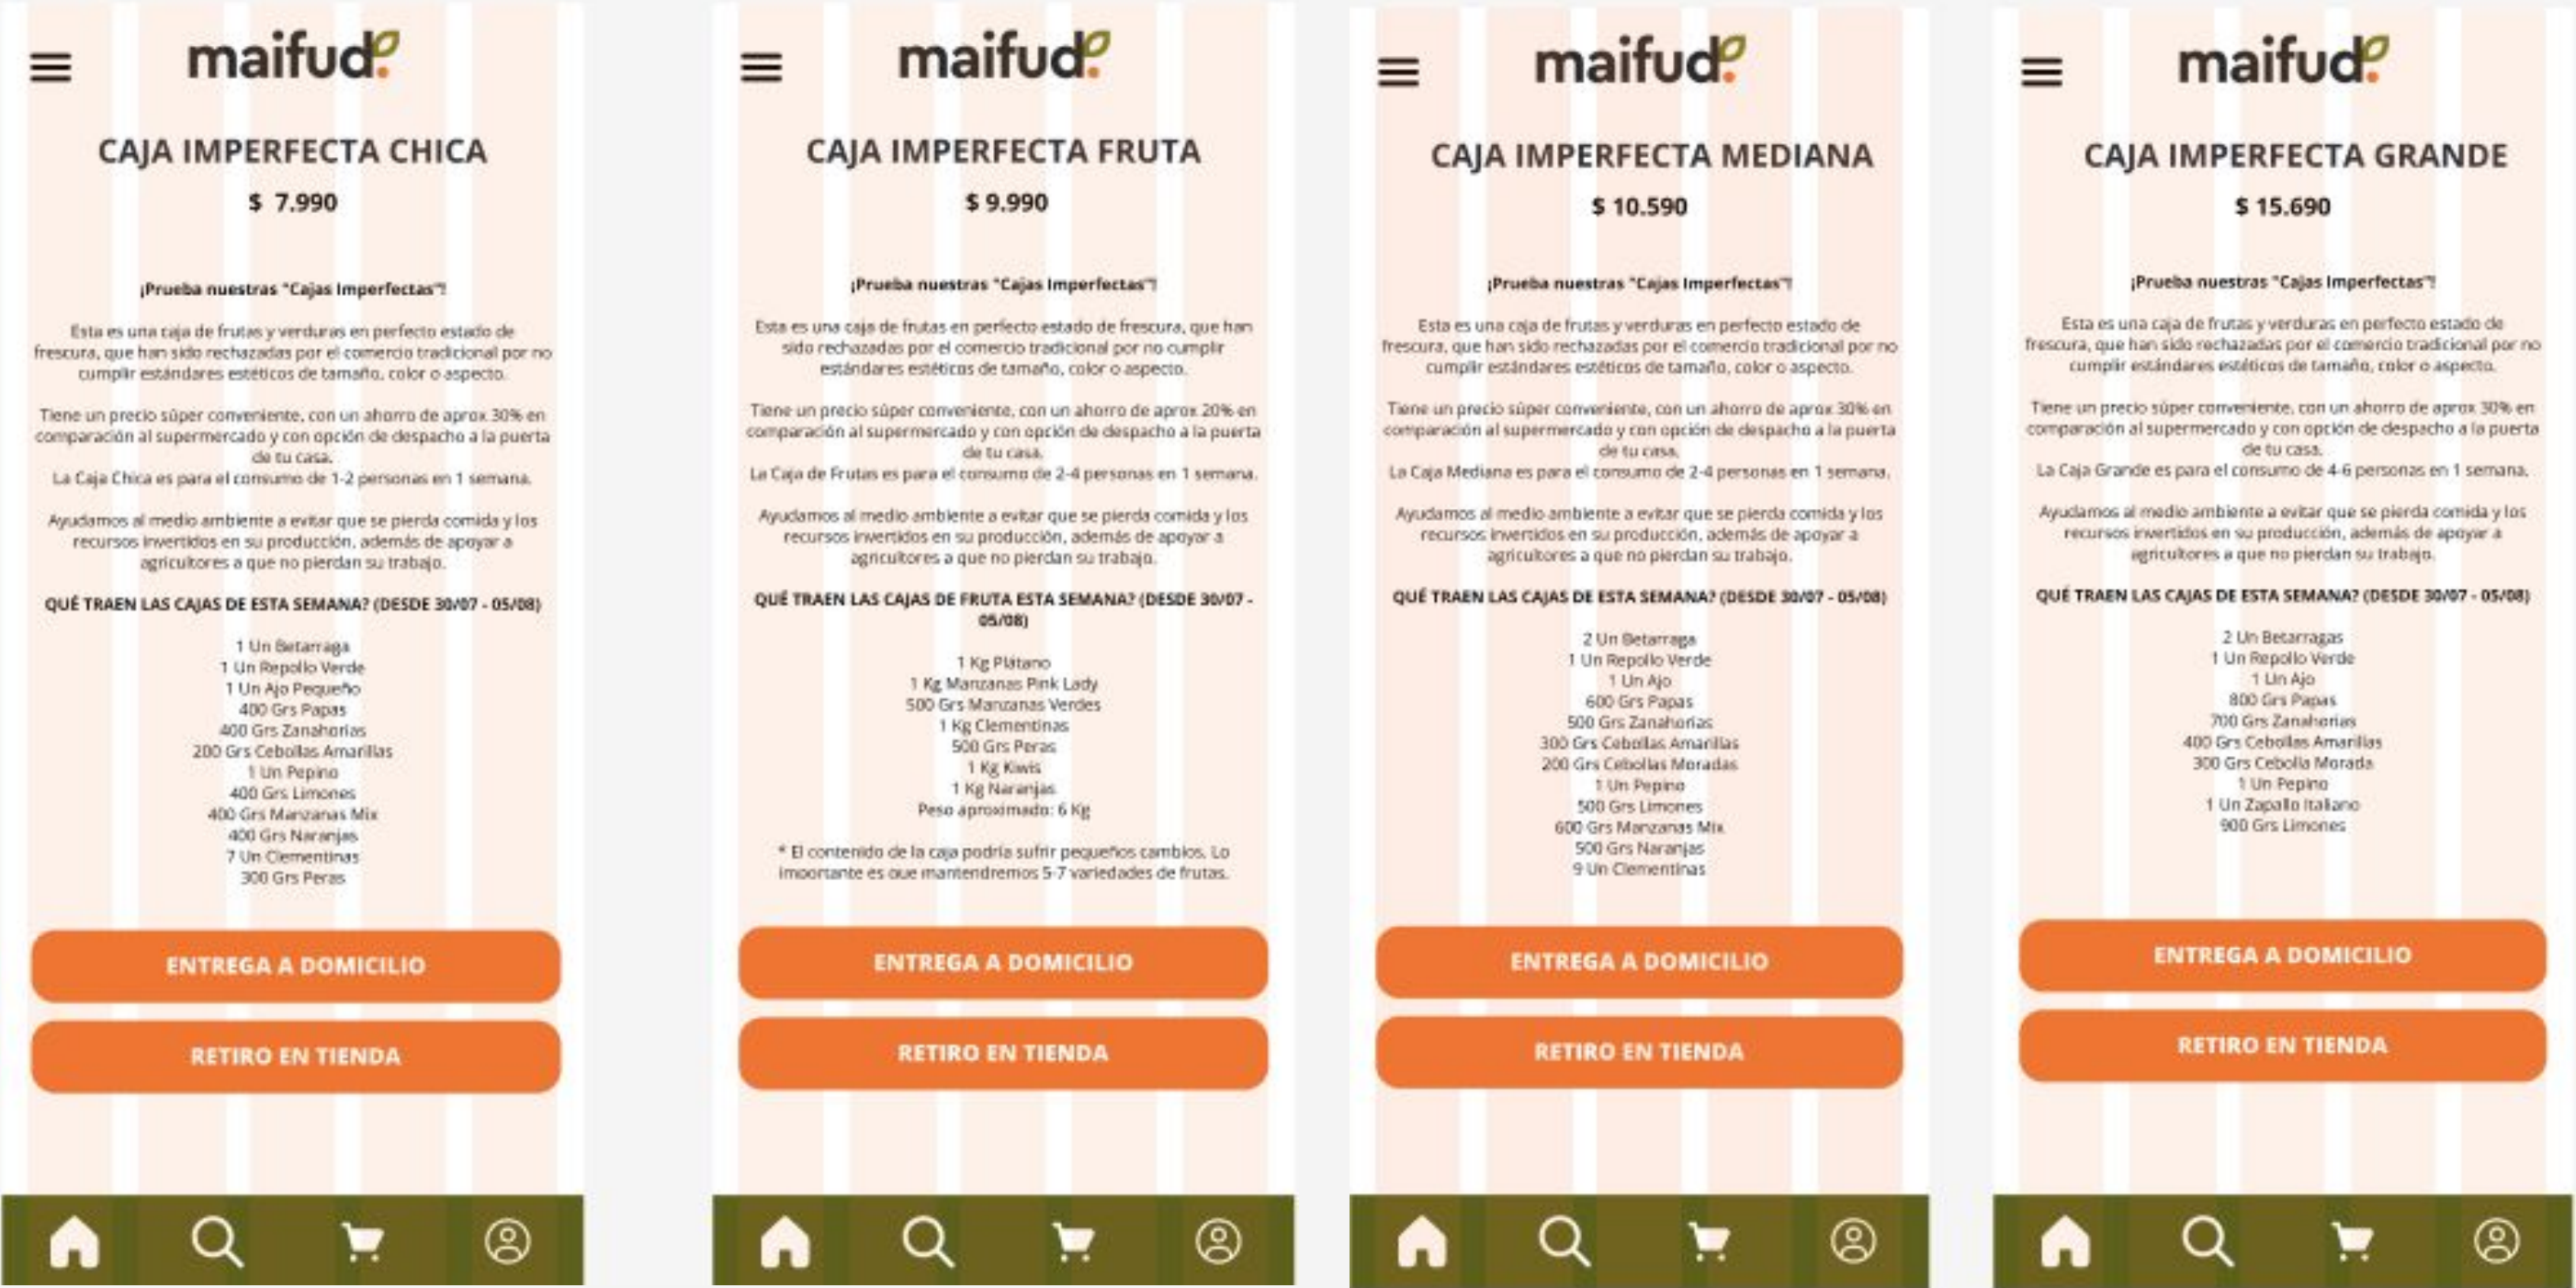 maifud.
CAJA IMPERFECTA CHICA
$ 7.990
¡Prueba nuestras "Cajas Imperfectas"!
Esta es una caja de frutas y verduras en perfecto estado de
frescura, que han sido rechazadas por el comercio tradicional por no
cumplir estándares estéticos de tamaño, color o aspecto.
Tiene un precio súper conveniente, con un ahorro de aprox 30% en
comparación al supermercado y con opción de despacho a la puerta
de tu casa.
La Caja Chica es para el consumo de 1-2 personas en 1 semana.
Ayudamos al medio ambiente a evitar que se pierda comida y los
recursos invertidos en su producción, además de apoyar a
agricultores a que no pierdan su trabajo.
QUÉ TRAEN LAS CAJAS DE ESTA SEMANA? (DESDE 30/07 - 05/08)
1 Un Betarraga
1 Un Repollo Verde
1 Un Ajo Pequeño
400 Grs Papas
400 Grs Zanahorias
200 Grs Cebollas Amarillas
1 Un Pepino
400 Grs Limones
400 Grs Manzanas Mix
400 Grs Naranjas
7 Un Clementinas
300 Grs Peras
ENTREGA A DOMICILIO
RETIRO EN TIENDA
maifud.
CAJA IMPERFECTA FRUTA
$ 9.990
¡Prueba nuestras "Cajas Imperfectas"!
Esta es una caja de frutas en perfecto estado de frescura, que han
sido rechazadas por el comercio tradicional por no cumplir
estándares estéticos de tamaño, color o aspecto.
Tiene un precio súper conveniente, con un ahorro de aprox 20% en
comparación al supermercado y con opción de despacho a la puerta
de tu casa.
La Caja de Frutas es para el consumo de 2-4 personas en 1 semana.
Ayudamos al medio ambiente a evitar que se pierda comida y los
recursos invertidos en su producción, además de apoyar a
agricultores a que no pierdan su trabajo.
QUÉ TRAEN LAS CAJAS DE FRUTA ESTA SEMANA? (DESDE 30/07 -
05/08)
1 Kg Plátano
1 Kg Manzanas Pink Lady
500 Grs Manzanas Verdes
1 Kg Clementinas
500 Grs Peras
1 Kg Kiwis
1 Kg Naranjas
Peso aproximado: 6 Kg
* El contenido de la caja podría sufrir pequeños cambios. Lo
importante es que mantendremos 5-7 variedades de frutas.
ENTREGA A DOMICILIO
RETIRO EN TIENDA
maifud.
CAJA IMPERFECTA MEDIANA
$ 10.590
¡Prueba nuestras "Cajas Imperfectas"!
Esta es una caja de frutas y verduras en perfecto estado de
frescura, que han sido rechazadas por el comercio tradicional por no
cumplir estándares estéticos de tamaño, color o aspecto.
Tiene un precio súper conveniente, con un ahorro de aprox 30% en
comparación al supermercado y con opción de despacho a la puerta
de tu casa.
La Caja Mediana es para el consumo de 2-4 personas en 1 semana.
Ayudamos al medio ambiente a evitar que se pierda comida y los
recursos invertidos en su producción, además de apoyar a
agricultores a que no pierdan su trabajo.
QUÉ TRAEN LAS CAJAS DE ESTA SEMANA? (DESDE 30/07 - 05/08)
2 Un Betarraga
1 Un Repollo Verde
1 Un Ajo
600 Grs Papas
500 Grs Zanahorias
300 Grs Cebollas Amarillas
200 Grs Cebollas Moradas
1 Un Pepino
500 Grs Limones
600 Grs Manzanas Mix
500 Grs Naranjas
9 Un Clementinas
ENTREGA A DOMICILIO
RETIRO EN TIENDA
maifud.
CAJA IMPERFECTA GRANDE
$ 15.690
¡Prueba nuestras "Cajas Imperfectas"!
Esta es una caja de frutas y verduras en perfecto estado de
frescura, que han sido rechazadas por el comercio tradicional por no
cumplir estándares estéticos de tamaño, color o aspecto.
Tiene un precio súper conveniente, con un ahorro de aprox 30% en
comparación al supermercado y con opción de despacho a la puerta
de tu casa.
La Caja Grande es para el consumo de 4-6 personas en 1 semana.
Ayudamos al medio ambiente a evitar que se pierda comida y los
recursos invertidos en su producción, además de apoyar a
agricultores a que no pierdan su trabajo.
QUÉ TRAEN LAS CAJAS DE ESTA SEMANA? (DESDE 30/07 - 05/08)
2 Un Betarragas
1 Un Repollo Verde
1 Un Ajo
800 Grs Papas
700 Grs Zanahorias
400 Grs Cebollas Amarillas
300 Grs Cebolla Morada
1 Un Pepino
1 Un Zapallo Italiano
900 Grs Limones
ENTREGA A DOMICILIO
RETIRO EN TIENDA